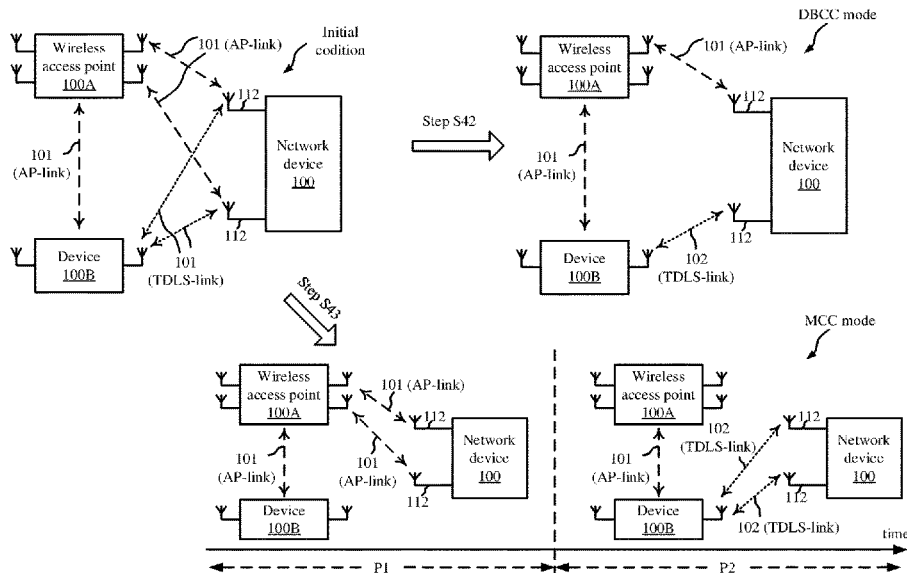 Wireless
access point
100A
101 (AP-link)
Initial
codition
112
Network
device
100
101
(AP-link)
112
Device
100B
101
(TDLS-link)
Step S42
DBCC mode
Wireless
access point
100A
101 (AP-link)
112
Network
device
100
101
(AP-link)
112
Device
100B
102
(TDLS-link)
Step S43
MCC mode
Wireless
access point
100A
101 (AP-link)
112
Network
device
100
101
(AP-link)
101
(AP-link)
112
Device
100B
Wireless
access point
100A
102
(TDLS-link)
112
Network
device
100
101
(AP-link)
112
Device
100B
102 (TDLS-link)
time
P1
P2